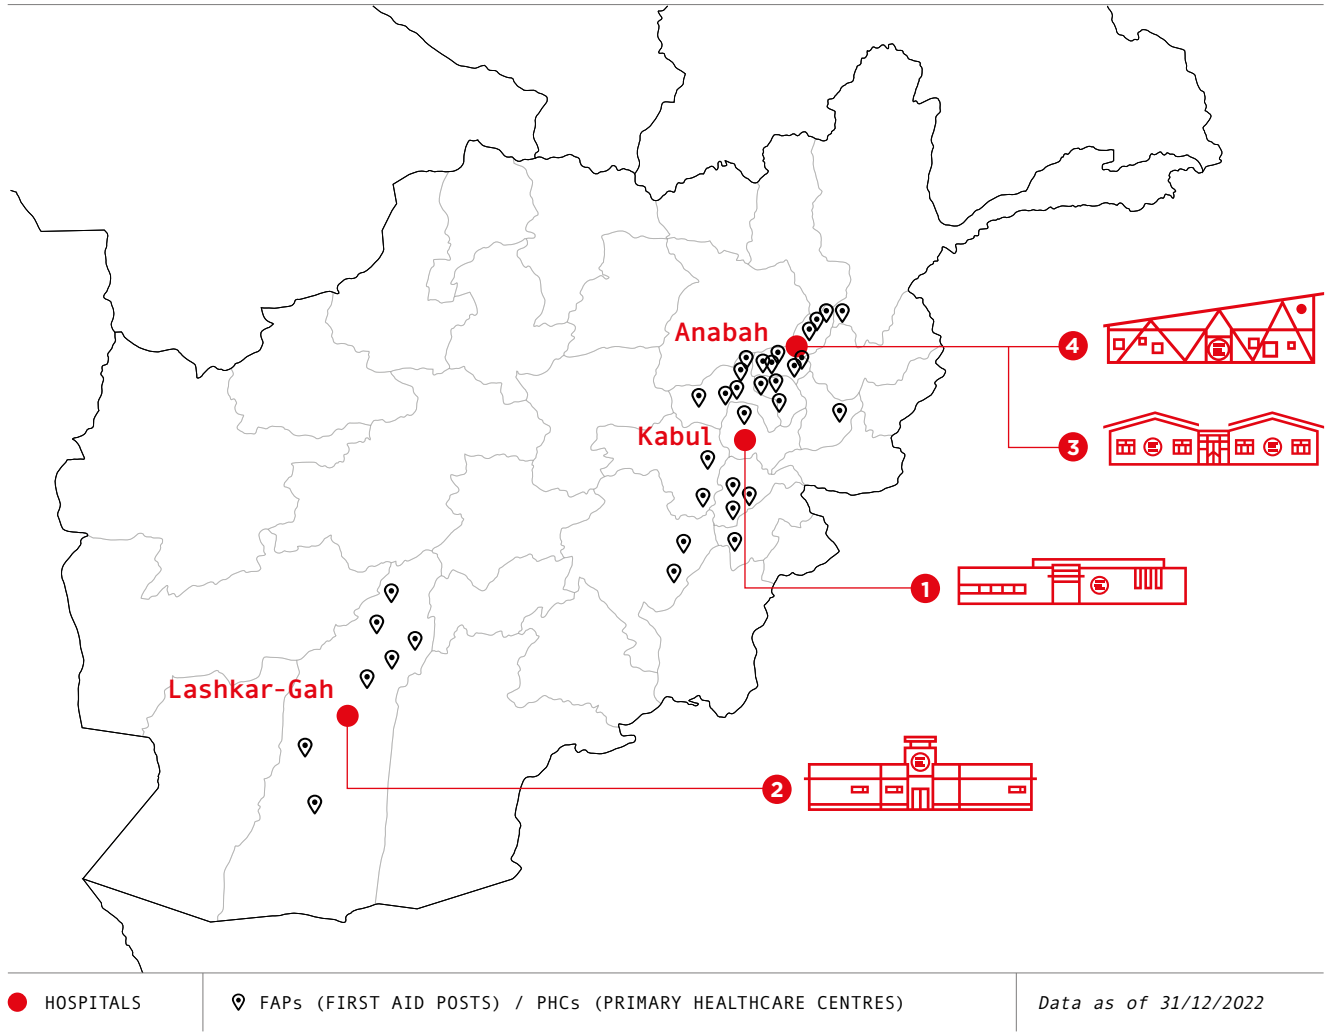 Anabah
4
Kabul
3
1
Lashkar-Gah
2
HOSPITALS
FAPs (FIRST AID POSTS) / PHCs (PRIMARY HEALTHCARE CENTRES)
Data as of 31/12/2022